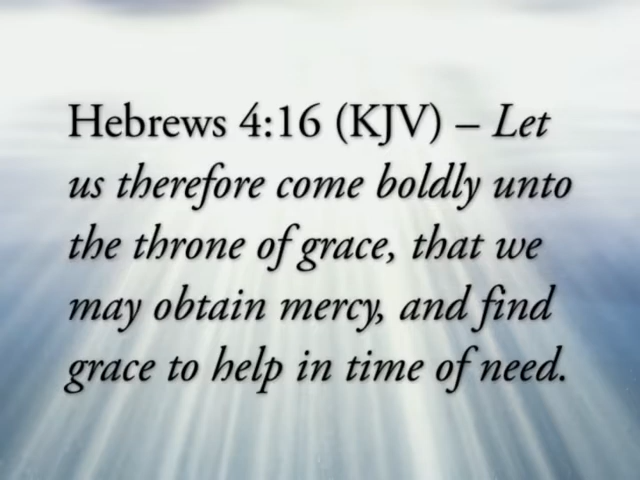 Hebrews 4:16 (KJV) – Let
us therefore come boldly unto
the throne of grace, that we
may obtain mercy, and find
grace to help in time of need.